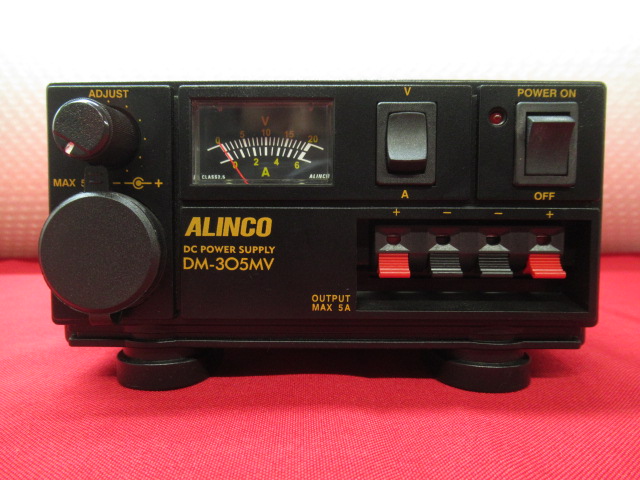 ADJUST
V
POWER ON
V
0 5 10 15 20
0 2 4 6
A
CLASS2.5
ALINCO
A
OFF
MAX 5
- +
+ - - +
ALINCO
DC POWER SUPPLY
DM-305MV
OUTPUT
MAX 5A